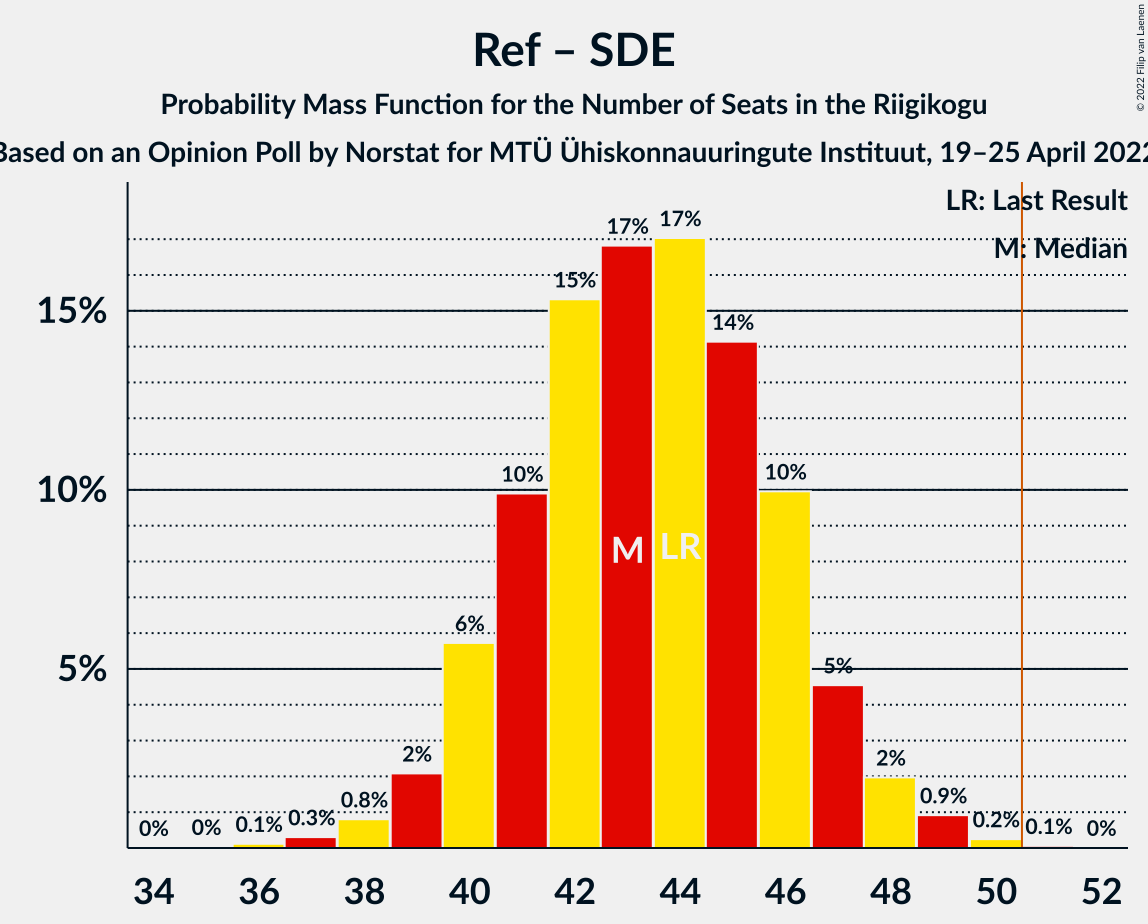 Ref – SDE
Probability Mass Function for the Number of Seats in the Riigikogu
Based on an Opinion Poll by Norstat for MTÜ Ühiskonnauuringute Instituut, 19–25 April 2022
© 2022 Filip van Laenen
LR: Last Result
M: Median
17% 17%
15%
14%
15%
10% 10%
10%
M LR
6%
5%
5%
2% 2%
0.8% 0.9%
0% 0% 0.1% 0.3% 0.2% 0.1% 0%
34 36 38 40 42 44 46 48 50 52